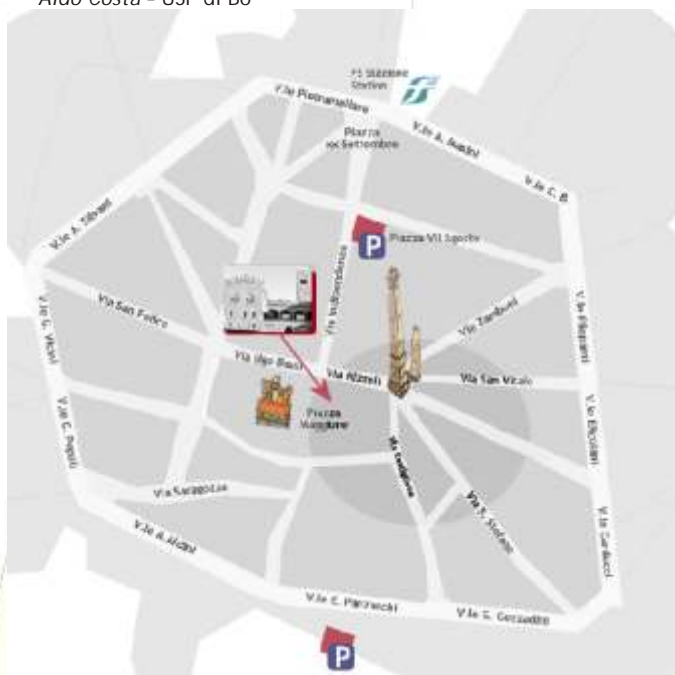 Aldo Costa - USP di Bo
FS Stazione
Station
V.le Pietramellara
Piazza
xx Settembre
V.le A. Masini
V.le C. B
V.le A. Silvani
P
Piazza VIII Agosto
Via Indipendenza
Via San Felice
Via Zamboni
V.le Filopanti
V.le G. Vicini
Via Ugo Bassi
Via Rizzoli
Via San Vitale
Piazza
Maggiore
V.le C. Pepoli
V.le Ercolani
Via Castiglione
Via Saragozza
Via S. Stefano
V.le A. Aldini
V.le Carducci
V.le E. Panzacchi
V.le G. Gozzadini
P